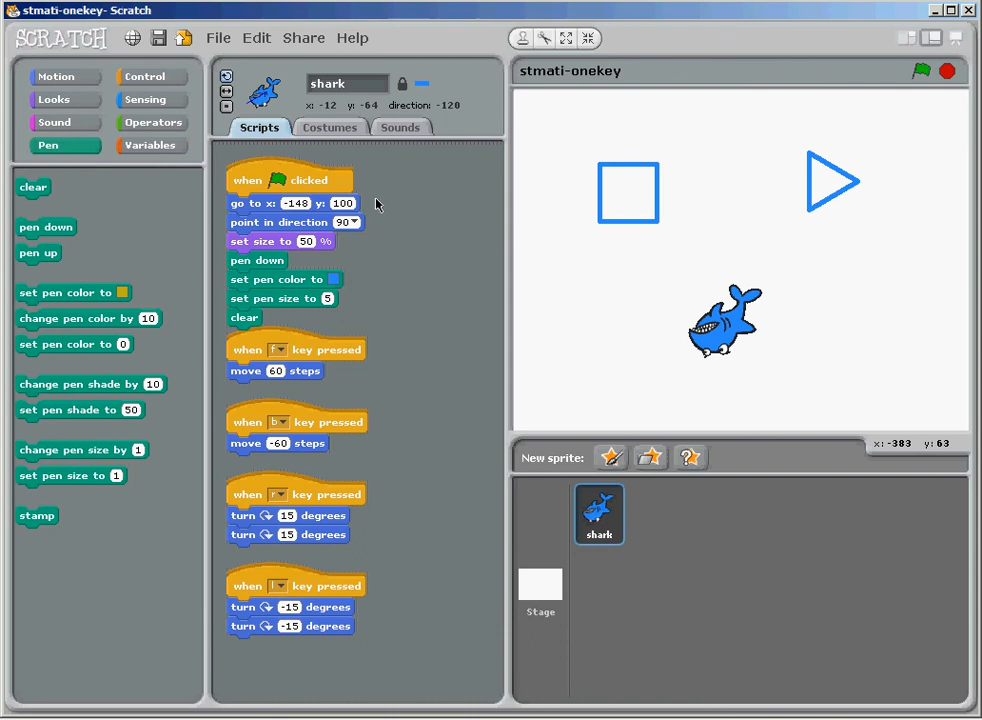 stmati-onekey- Scratch
SCRATCH File Edit Share Help
Motion Control
Looks Sensing
Sound Operators
Pen Variables
clear
pen down
pen up
set pen color to
change pen color by 10
set pen color to 0
change pen shade by 10
set pen shade to 50
change pen size by 1
set pen size to 1
stamp
shark
x: -12 y: -64 direction: -120
Scripts Costumes Sounds
when clicked
go to x: -148 y: 100
point in direction 90
set size to 50 %
pen down
set pen color to
set pen size to 5
clear
when f key pressed
move 60 steps
when b key pressed
move -60 steps
when r key pressed
turn 15 degrees
turn 15 degrees
when l key pressed
turn -15 degrees
turn -15 degrees
stmati-onekey
x: -383 y: 63
New sprite:
shark
Stage